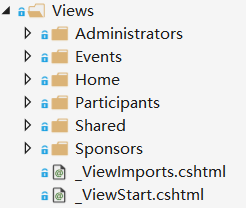 Views
Administrators
Events
Home
Participants
Shared
Sponsors
_ViewImports.cshtml
_ViewStart.cshtml